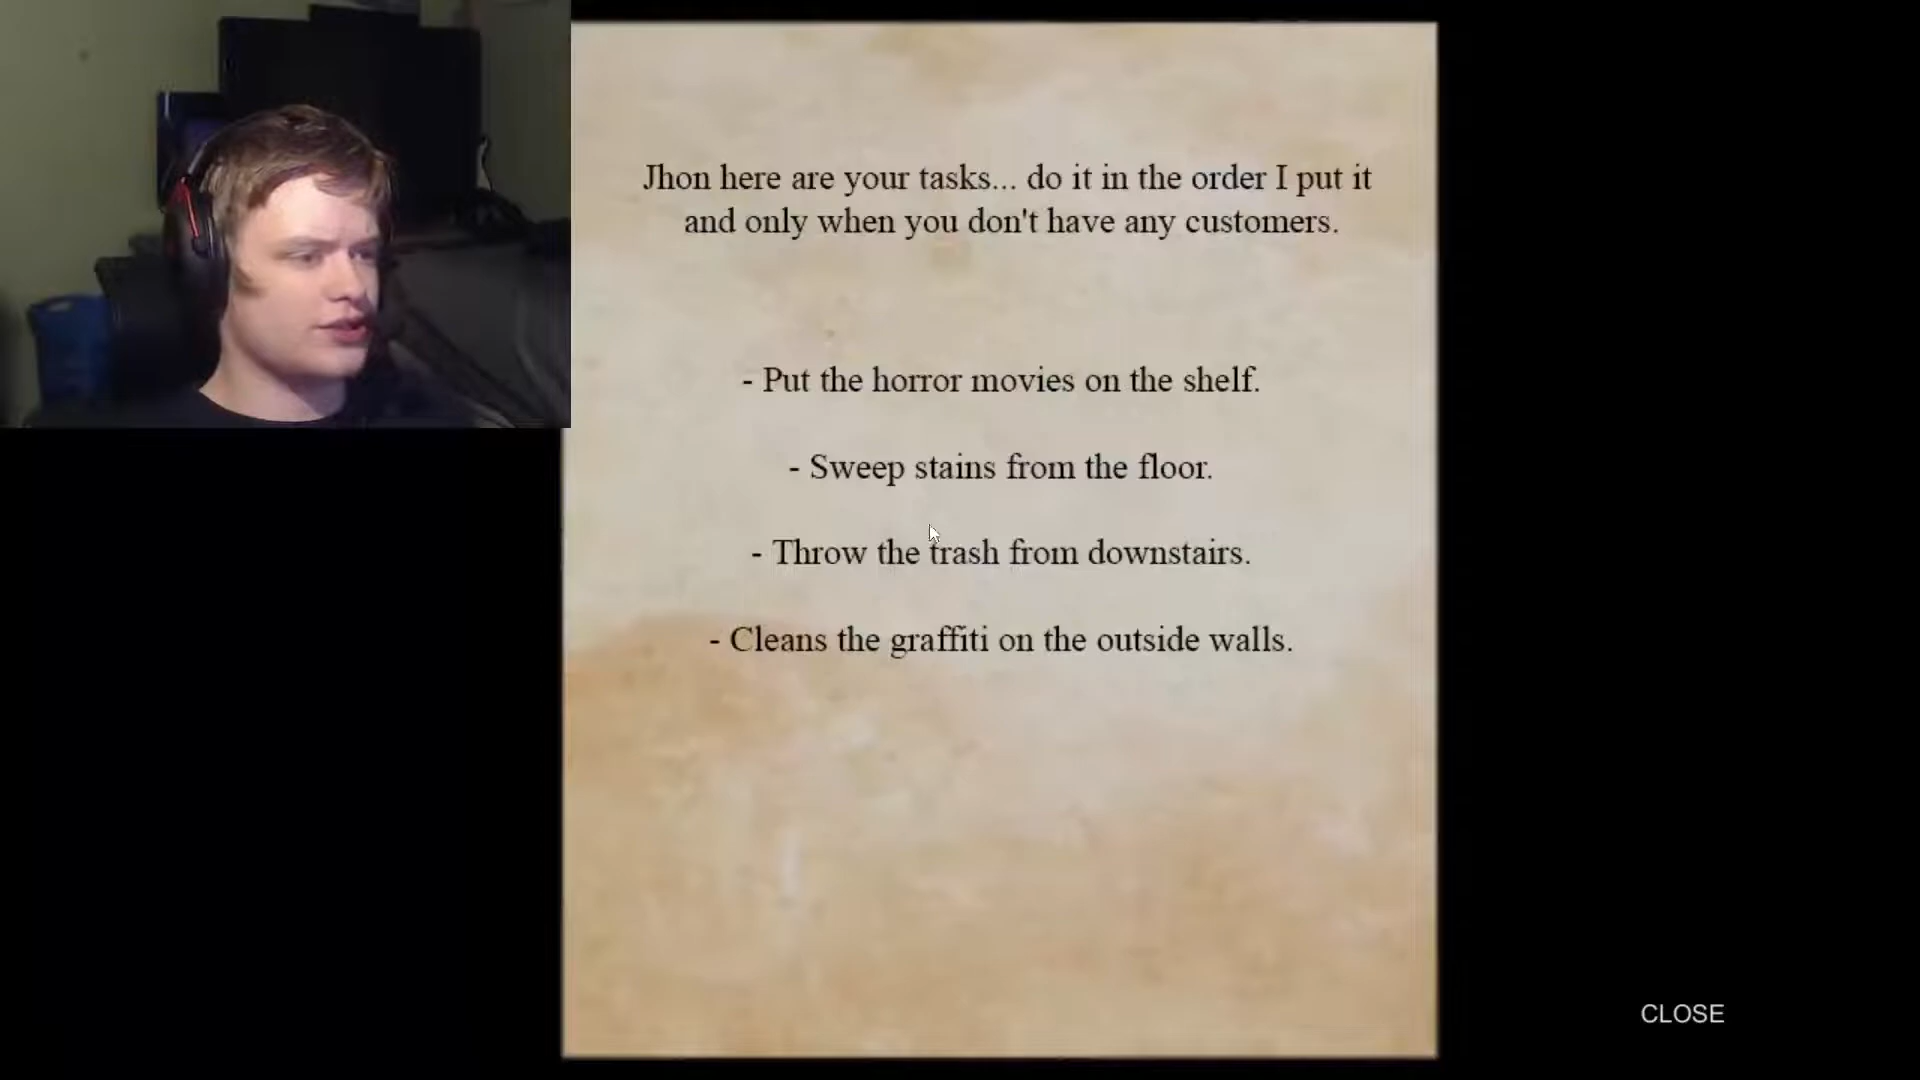 Jhon here are your tasks... do it in the order I put it
and only when you don't have any customers.
- Put the horror movies on the shelf.
- Sweep stains from the floor.
- Throw the trash from downstairs.
- Cleans the graffiti on the outside walls.
CLOSE